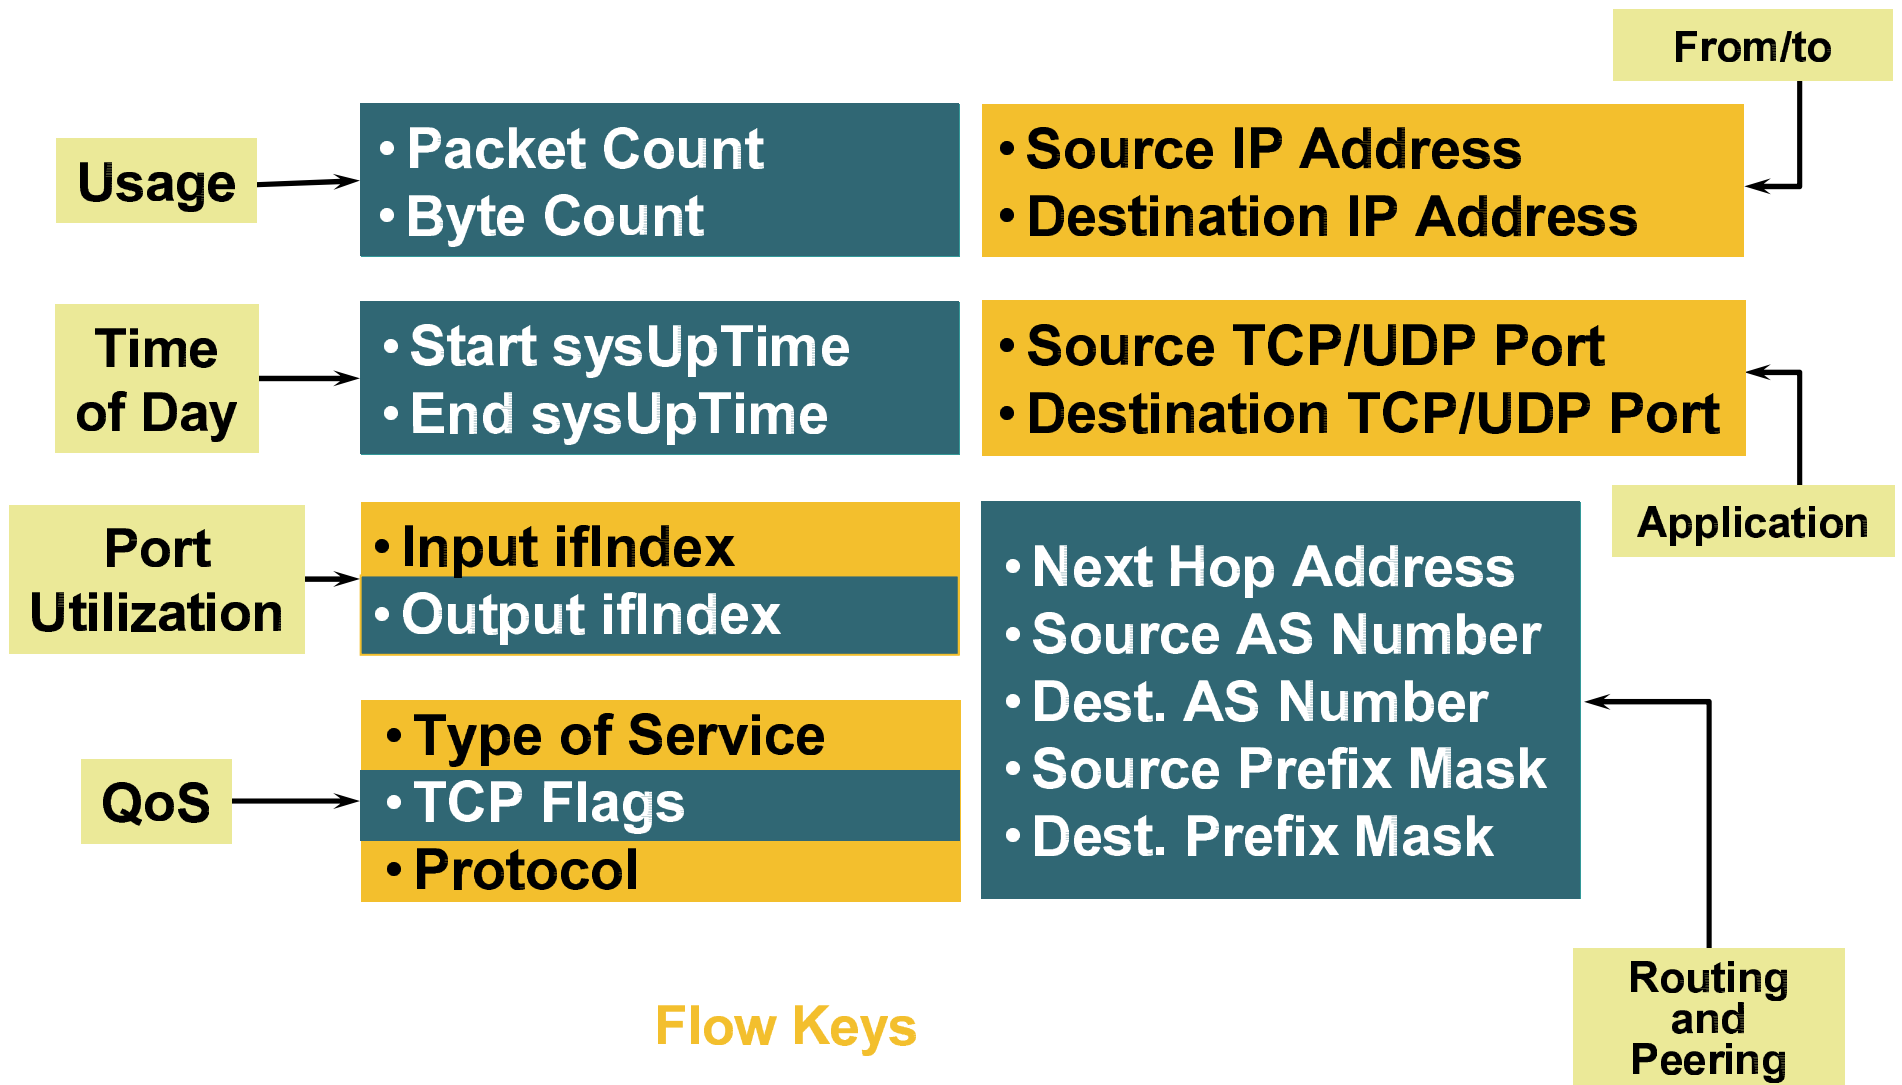 From/to
Usage
• Packet Count
• Byte Count
• Source IP Address
• Destination IP Address
Time
of Day
• Start sysUpTime
• End sysUpTime
• Source TCP/UDP Port
• Destination TCP/UDP Port
Application
Port
Utilization
• Input ifIndex
• Output ifIndex
• Next Hop Address
• Source AS Number
• Dest. AS Number
• Source Prefix Mask
• Dest. Prefix Mask
QoS
• Type of Service
• TCP Flags
• Protocol
Routing
and
Peering
Flow Keys